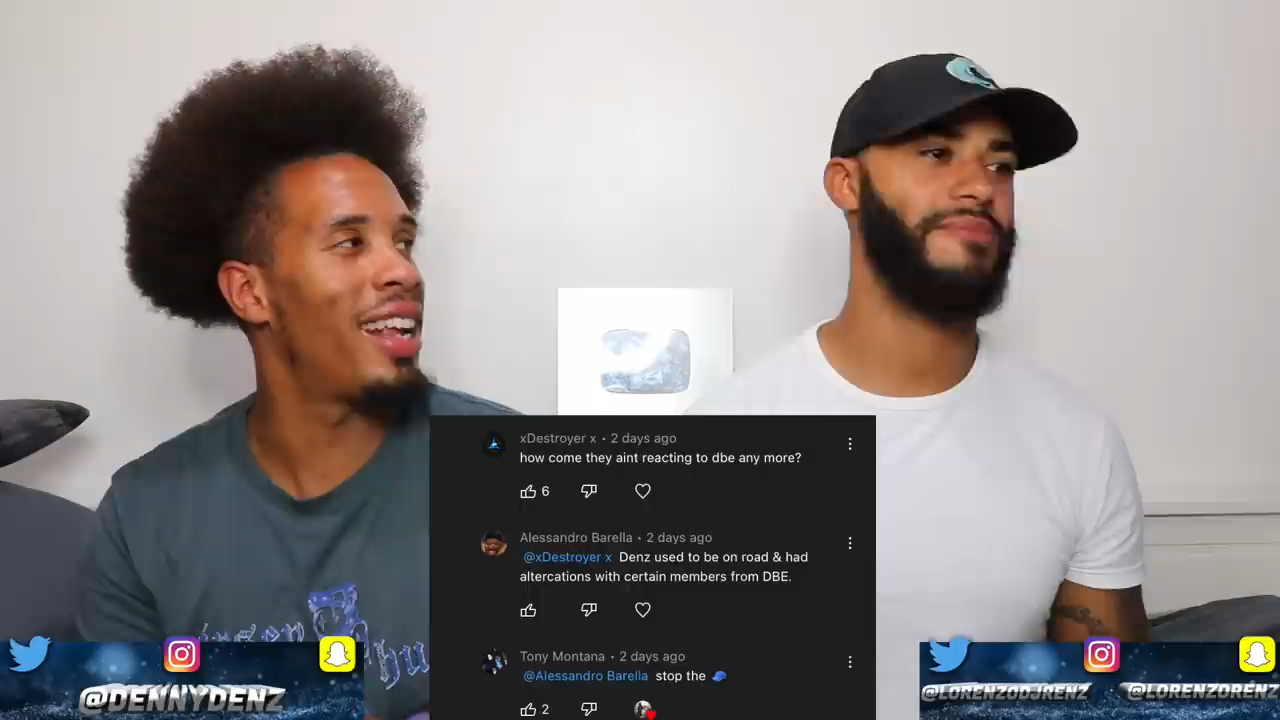 xDestroyer x • 2 days ago
how come they aint reacting to dbe any more?
6
Alessandro Barella • 2 days ago
@xDestroyer x Denz used to be on road & had
altercations with certain members from DBE.
Tony Montana • 2 days ago
@Alessandro Barella stop the 🧢
2
@DENNYDENZ
@LORENZODJRENZ @LORENZORENZ